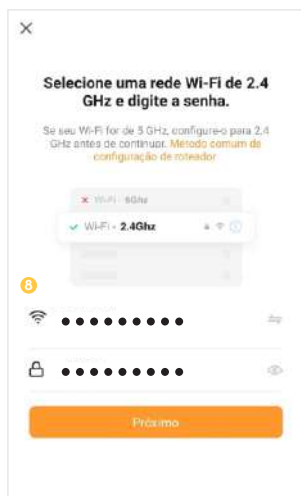 Selecione uma rede Wi-Fi de 2.4
GHz e digite a senha.
Se seu Wi-Fi for de 5 GHz, configure-o para 2,4
GHz antes de continuar. Método comum de
configuração de roteador
Wi-Fi - 5Ghz
Wi-Fi - 2.4Ghz
8
●●●●●●●●●
●●●●●●●●●
Próximo